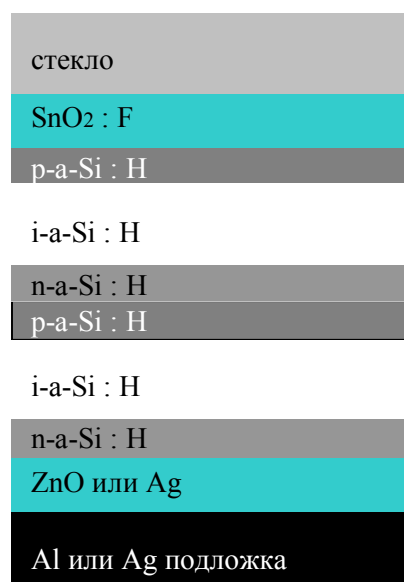 стекло
SnO2 : F
p-a-Si : H
i-a-Si : H
n-a-Si : H
p-a-Si : H
i-a-Si : H
n-a-Si : H
ZnO или Ag
Al или Ag подложка